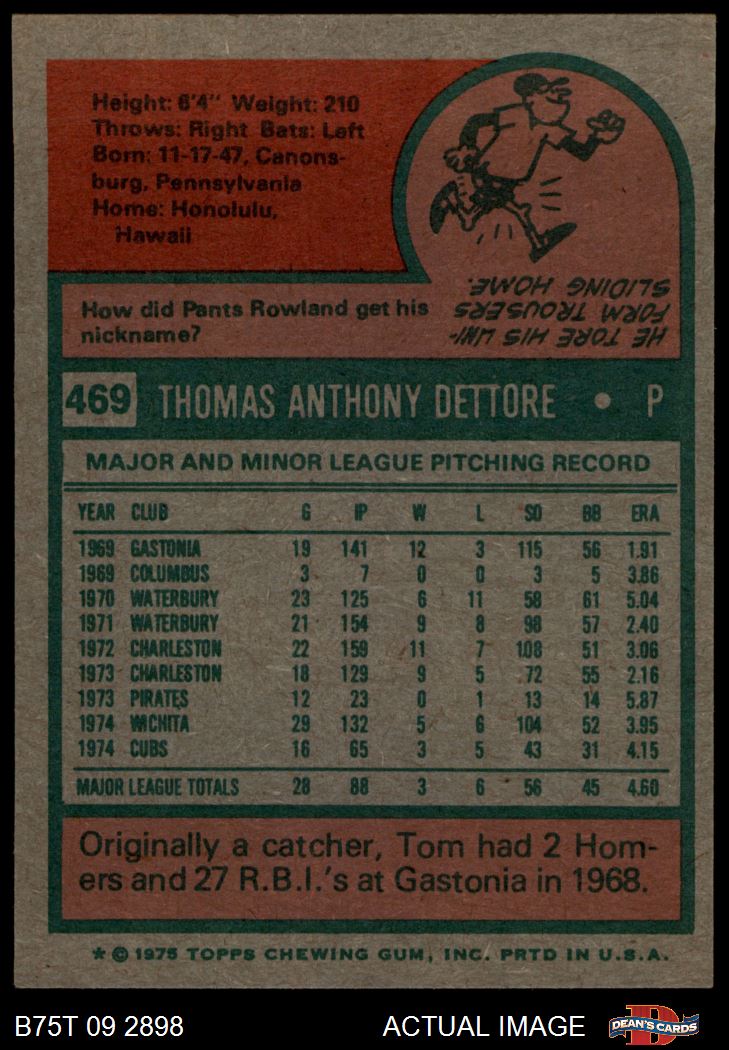 Height: 6'4" Weight: 210
Throws: Right Bats: Left
Born: 11-17-47, Canons-
burg, Pennsylvania
Home: Honolulu,
Hawaii
How did Pants Rowland get his
nickname?
HE TORE HIS UNI-
FORM TROUSERS
SLIDING HOME.
469 THOMAS ANTHONY DETTORE • P
MAJOR AND MINOR LEAGUE PITCHING RECORD
YEAR CLUB G IP W L SO BB ERA
1969 GASTONIA 19 141 12 3 115 56 1.91
1969 COLUMBUS 3 7 0 0 3 5 3.86
1970 WATERBURY 23 125 6 11 58 61 5.04
1971 WATERBURY 21 154 9 8 98 57 2.40
1972 CHARLESTON 22 159 11 7 108 51 3.06
1973 CHARLESTON 18 129 9 5 72 55 2.16
1973 PIRATES 12 23 0 1 13 14 5.87
1974 WICHITA 29 132 5 6 104 52 3.95
1974 CUBS 16 65 3 5 43 31 4.15
MAJOR LEAGUE TOTALS 28 88 3 6 56 45 4.60
Originally a catcher, Tom had 2 Hom-
ers and 27 R.B.I.'s at Gastonia in 1968.
* © 1975 TOPPS CHEWING GUM, INC. PRTD IN U.S.A.
B75T 09 2898 ACTUAL IMAGE DEAN'S CARDS